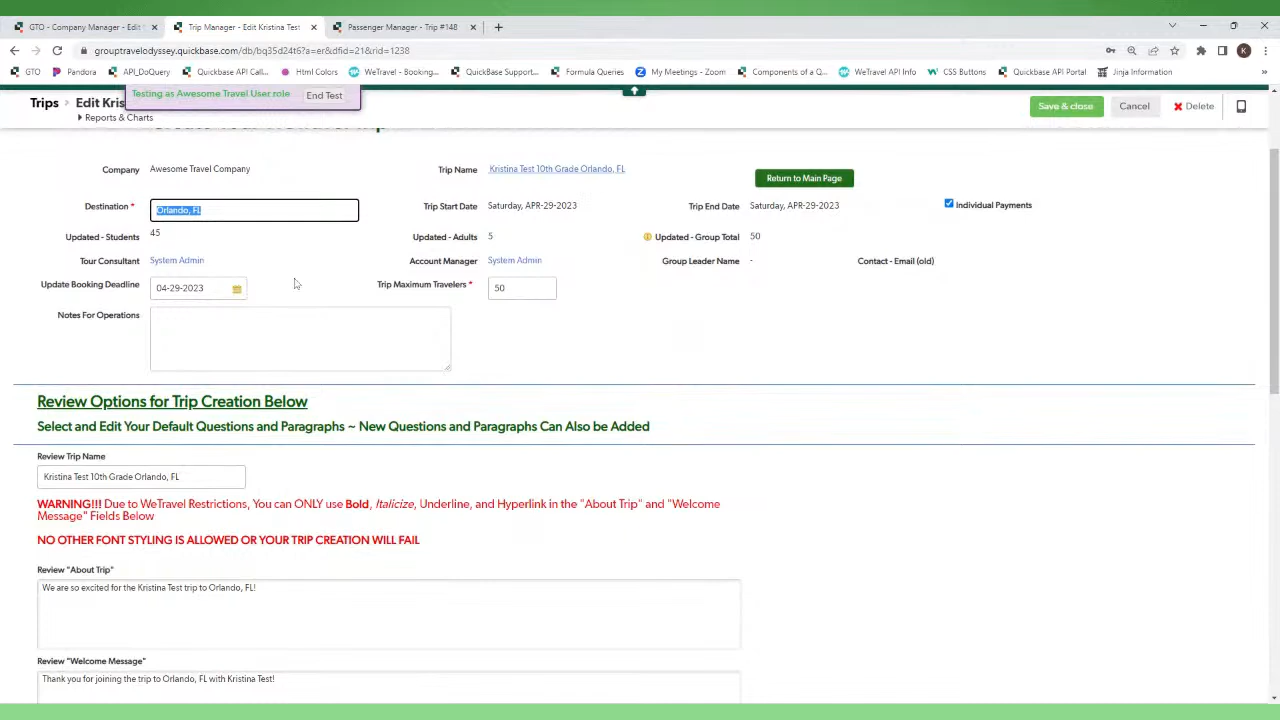 GTO - Company Manager - Edit
Trip Manager - Edit Kristina Test
Passenger Manager - Trip #148
grouptravelodyssey.quickbase.com/db/bq35d24t6?a=er&dfid=21&rid=1238
K
GTO
Pandora
API_DoQuery
Quickbase API Call...
Html Colors
WeTravel - Booking...
QuickBase Support...
Formula Queries
My Meetings - Zoom
Components of a Q...
WeTravel API Info
CSS Buttons
Quickbase API Portal
Jinja Information
Testing as Awesome Travel User role
End Test
Trips
Edit Kris
Reports & Charts
Save & close
Cancel
Delete
Company Awesome Travel Company
Trip Name Kristina Test 10th Grade Orlando, FL
Return to Main Page
Destination * Orlando, FL
Trip Start Date Saturday, APR-29-2023
Trip End Date Saturday, APR-29-2023
Individual Payments
Updated - Students 45
Updated - Adults 5
Updated - Group Total 50
Tour Consultant System Admin
Account Manager System Admin
Group Leader Name -
Contact - Email (old)
Update Booking Deadline 04-29-2023
Trip Maximum Travelers * 50
Notes For Operations
Review Options for Trip Creation Below
Select and Edit Your Default Questions and Paragraphs ~ New Questions and Paragraphs Can Also be Added
Review Trip Name
Kristina Test 10th Grade Orlando, FL
WARNING!!! Due to WeTravel Restrictions, You can ONLY use Bold, Italicize, Underline, and Hyperlink in the "About Trip" and "Welcome
Message" Fields Below
NO OTHER FONT STYLING IS ALLOWED OR YOUR TRIP CREATION WILL FAIL
Review "About Trip"
We are so excited for the Kristina Test trip to Orlando, FL!
Review "Welcome Message"
Thank you for joining the trip to Orlando, FL with Kristina Test!